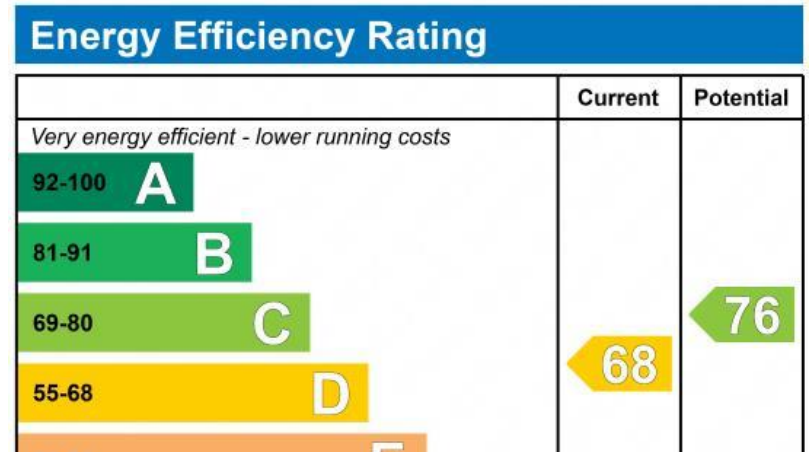 Energy Efficiency Rating
Current Potential
Very energy efficient - lower running costs
92-100 A
81-91 B
69-80 C
76
68
55-68 D